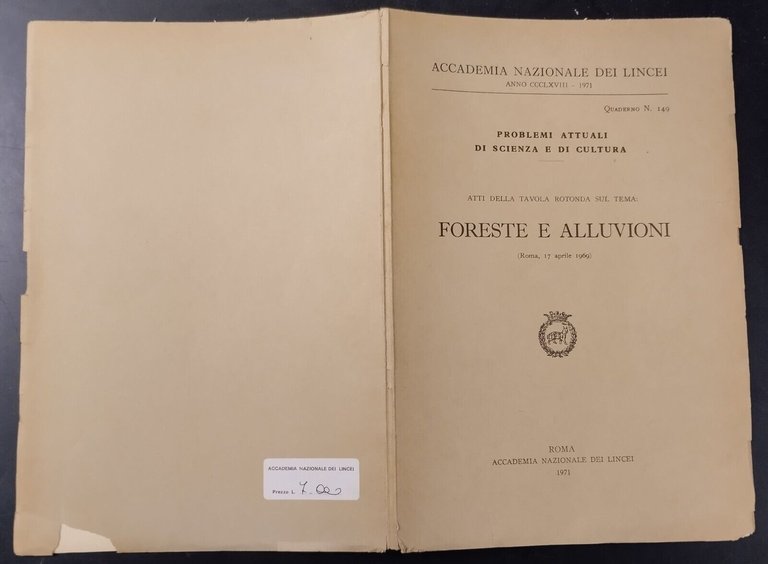 ACCADEMIA NAZIONALE DEI LINCEI
ANNO CCCLXVIII - 1971
QUADERNO N. 149
PROBLEMI ATTUALI
DI SCIENZA E DI CULTURA
ATTI DELLA TAVOLA ROTONDA SUL TEMA:
FORESTE E ALLUVIONI
(Roma, 17 aprile 1969)
ROMA
ACCADEMIA NAZIONALE DEI LINCEI
1971
ACCADEMIA NAZIONALE DEI LINCEI
Prezzo L.